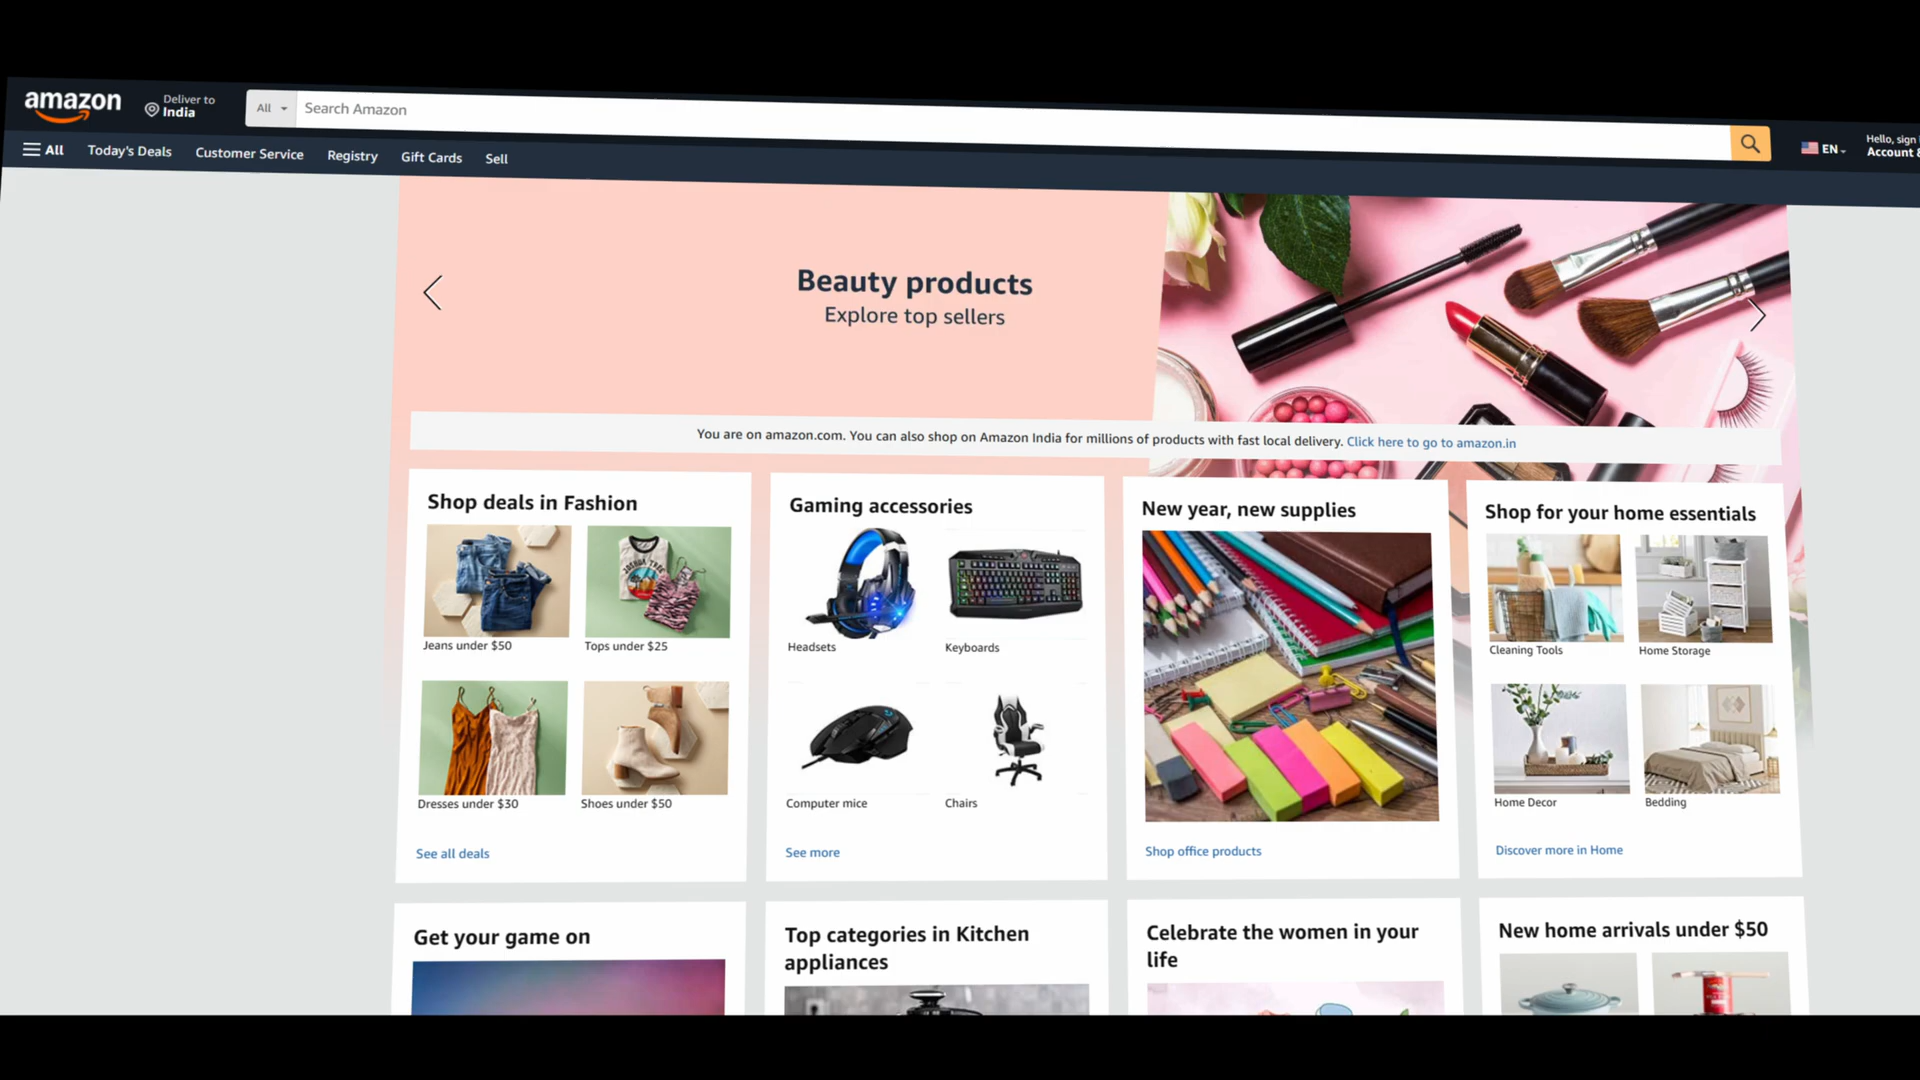 amazon
Deliver to
India
All
Search Amazon
EN
Hello, sign
Account &
All
Today's Deals
Customer Service
Registry
Gift Cards
Sell
Beauty products
Explore top sellers
You are on amazon.com. You can also shop on Amazon India for millions of products with fast local delivery. Click here to go to amazon.in
Shop deals in Fashion
Jeans under $50
Tops under $25
Dresses under $30
Shoes under $50
See all deals
Gaming accessories
Headsets
Keyboards
Computer mice
Chairs
See more
New year, new supplies
Shop office products
Shop for your home essentials
Cleaning Tools
Home Storage
Home Decor
Bedding
Discover more in Home
Get your game on
Top categories in Kitchen
appliances
Celebrate the women in your
life
New home arrivals under $50